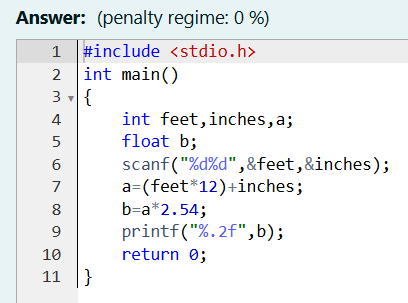 Answer: (penalty regime: 0 %)
1 #include <stdio.h>
2 int main()
3 {
4 int feet,inches,a;
5 float b;
6 scanf("%d%d",&feet,&inches);
7 a=(feet*12)+inches;
8 b=a*2.54;
9 printf("%.2f",b);
10 return 0;
11 }